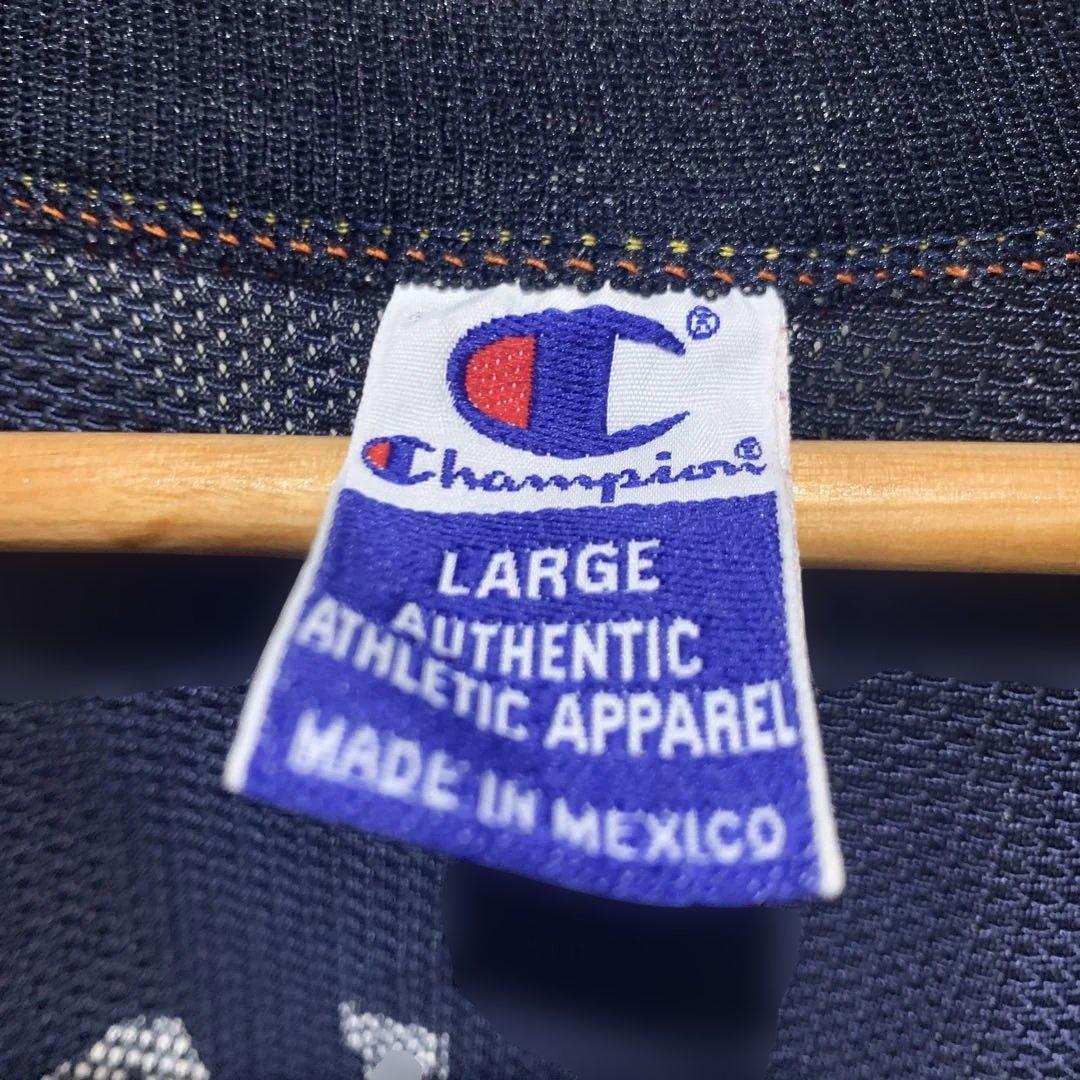 ®
Champion®
LARGE
AUTHENTIC
ATHLETIC APPAREL
MADE IN MEXICO